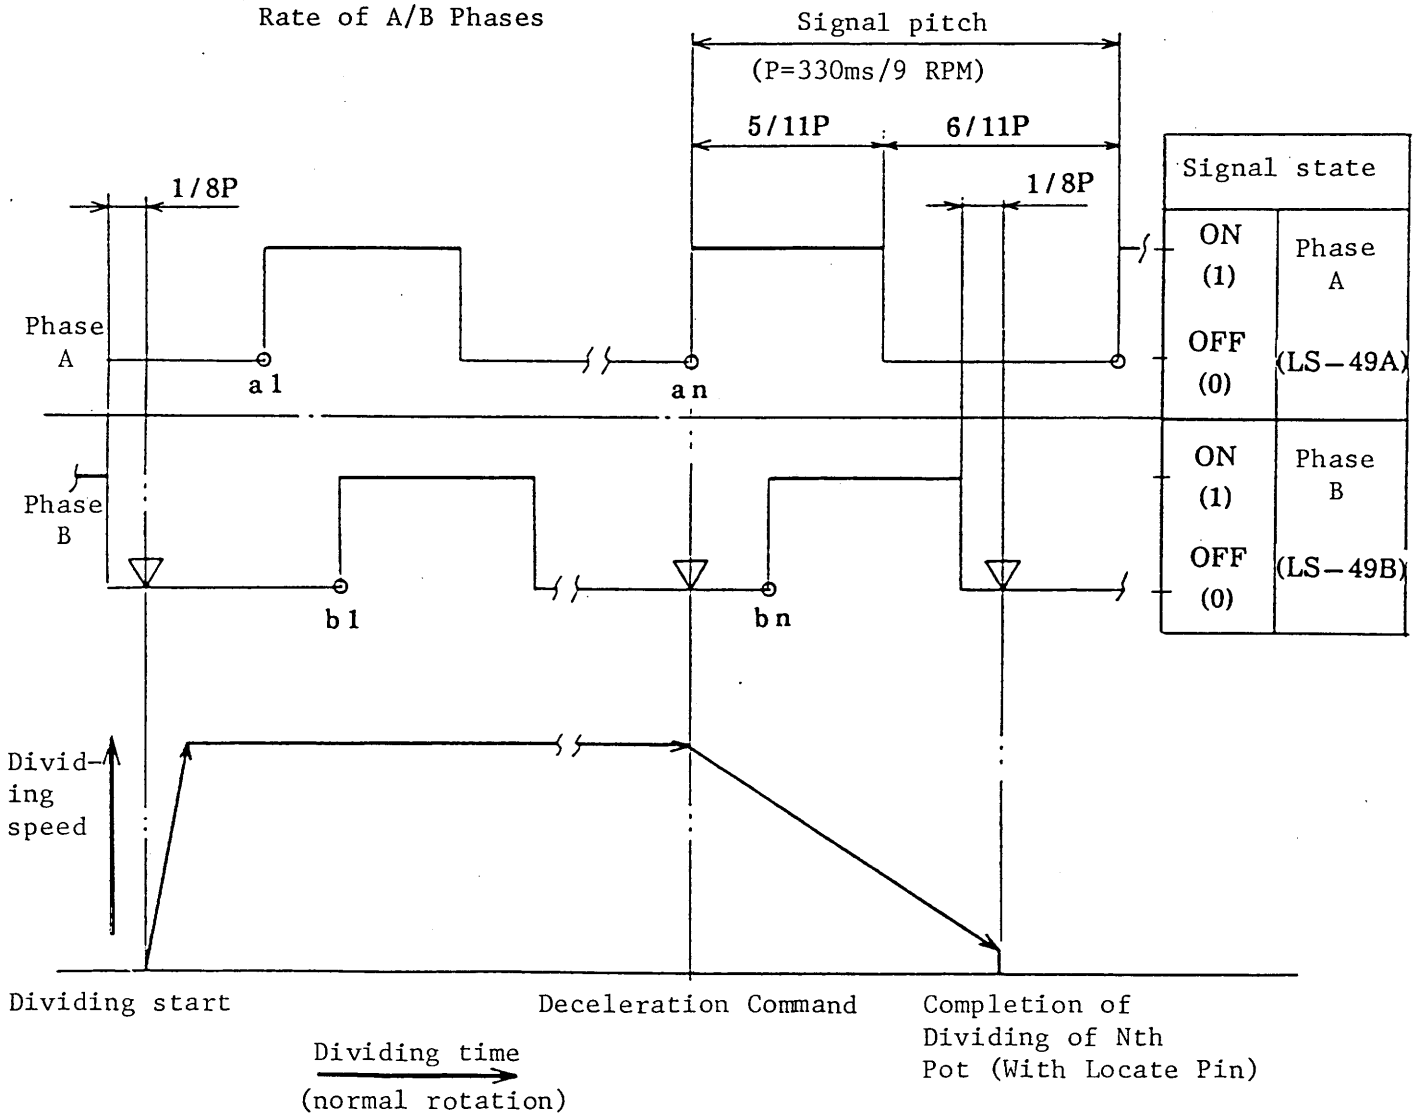 Rate of A/B Phases
Signal pitch
(P=330ms/9 RPM)
5/11P
6/11P
1/8P
1/8P
Signal state
ON
(1)
Phase
A
OFF
(0)
(LS-49A)
Phase
A
a1
an
ON
(1)
Phase
B
OFF
(0)
(LS-49B)
Phase
B
b1
bn
Divid-
ing
speed
Dividing start
Deceleration Command
Completion of
Dividing of Nth
Pot (With Locate Pin)
Dividing time
(normal rotation)